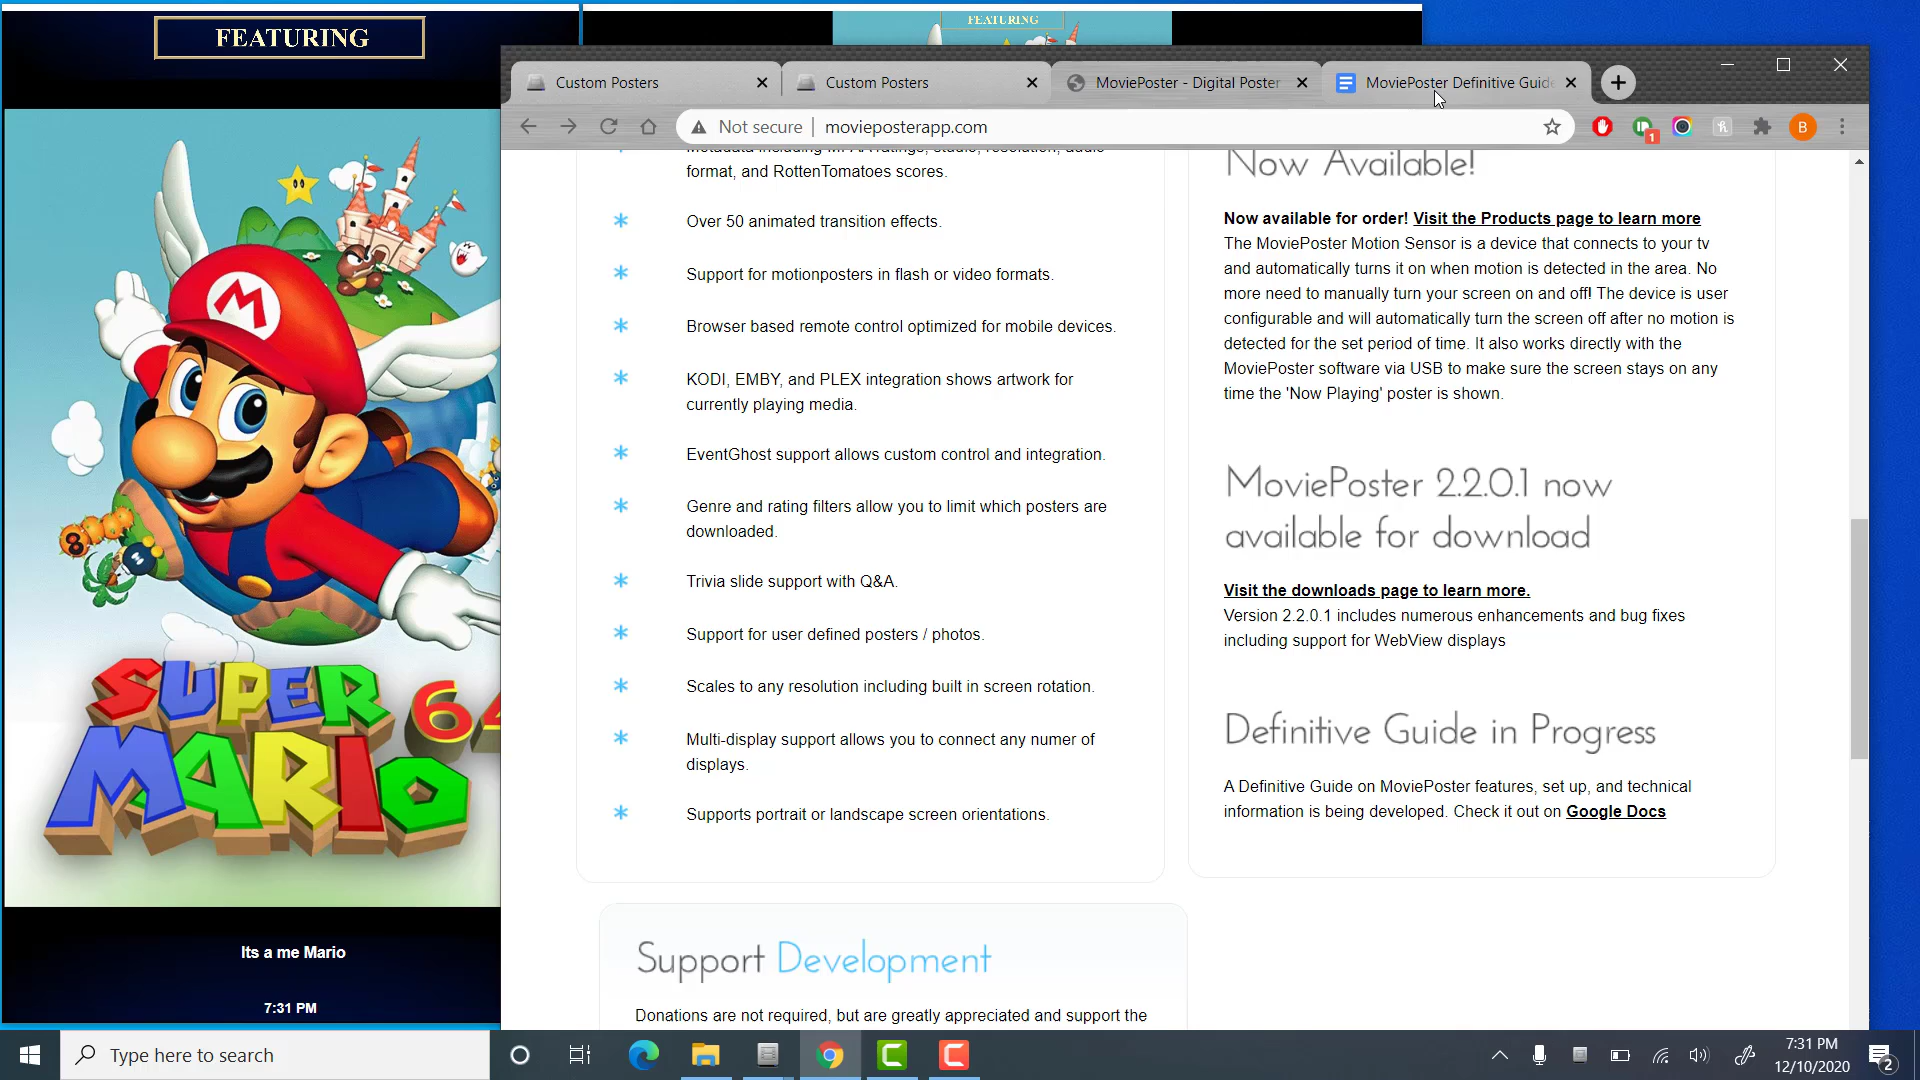 FEATURING
FEATURING
Custom Posters
Custom Posters
MoviePoster - Digital Poster
MoviePoster Definitive Guide
Not secure
movieposterapp.com
B
1
format, and RottenTomatoes scores.
Over 50 animated transition effects.
Support for motionposters in flash or video formats.
Browser based remote control optimized for mobile devices.
KODI, EMBY, and PLEX integration shows artwork for
currently playing media.
EventGhost support allows custom control and integration.
Genre and rating filters allow you to limit which posters are
downloaded.
Trivia slide support with Q&A.
Support for user defined posters / photos.
Scales to any resolution including built in screen rotation.
Multi-display support allows you to connect any numer of
displays.
Supports portrait or landscape screen orientations.
Support Development
Donations are not required, but are greatly appreciated and support the
Now Available!
Now available for order! Visit the Products page to learn more
The MoviePoster Motion Sensor is a device that connects to your tv
and automatically turns it on when motion is detected in the area. No
more need to manually turn your screen on and off! The device is user
configurable and will automatically turn the screen off after no motion is
detected for the set period of time. It also works directly with the
MoviePoster software via USB to make sure the screen stays on any
time the 'Now Playing' poster is shown.
MoviePoster 2.2.0.1 now
available for download
Visit the downloads page to learn more.
Version 2.2.0.1 includes numerous enhancements and bug fixes
including support for WebView displays
Definitive Guide in Progress
A Definitive Guide on MoviePoster features, set up, and technical
information is being developed. Check it out on Google Docs
M
8
SUPER
MARIO
64
Its a me Mario
7:31 PM
Type here to search
7:31 PM
12/10/2020
2